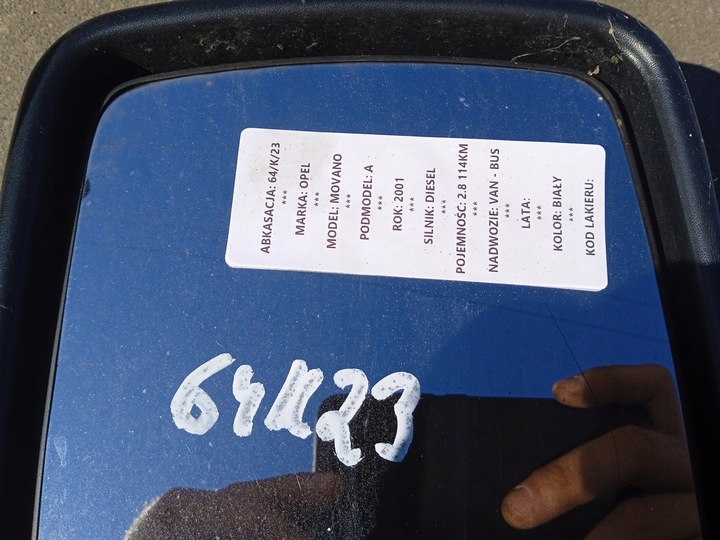 ABKASACJA: 64/K/23
***
MARKA: OPEL
***
MODEL: MOVANO
***
PODMODEL: A
***
ROK: 2001
***
SILNIK: DIESEL
***
POJEMNOŚĆ: 2.8 114KM
***
NADWOZIE: VAN - BUS
***
LATA:
***
KOLOR: BIAŁY
***
KOD LAKIERU:
64K23